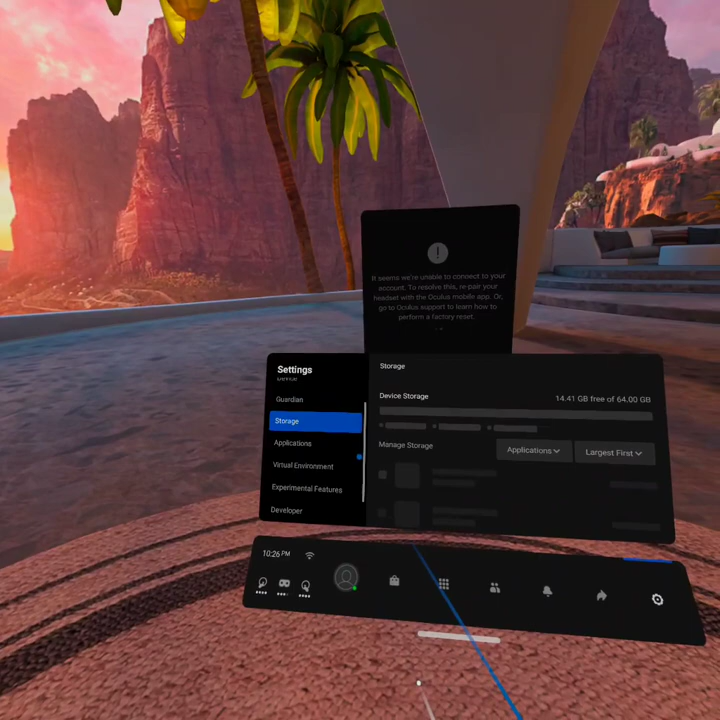 It seems we're unable to connect to your
account. To resolve this, re-pair your
headset with the Oculus mobile app. Or,
go to Oculus support to learn how to
perform a factory reset.
Settings
Device
Guardian
Storage
Applications
Virtual Environment
Experimental Features
Developer
Storage
Device Storage
14.41 GB free of 64.00 GB
Manage Storage
Applications
Largest First
10:26 PM